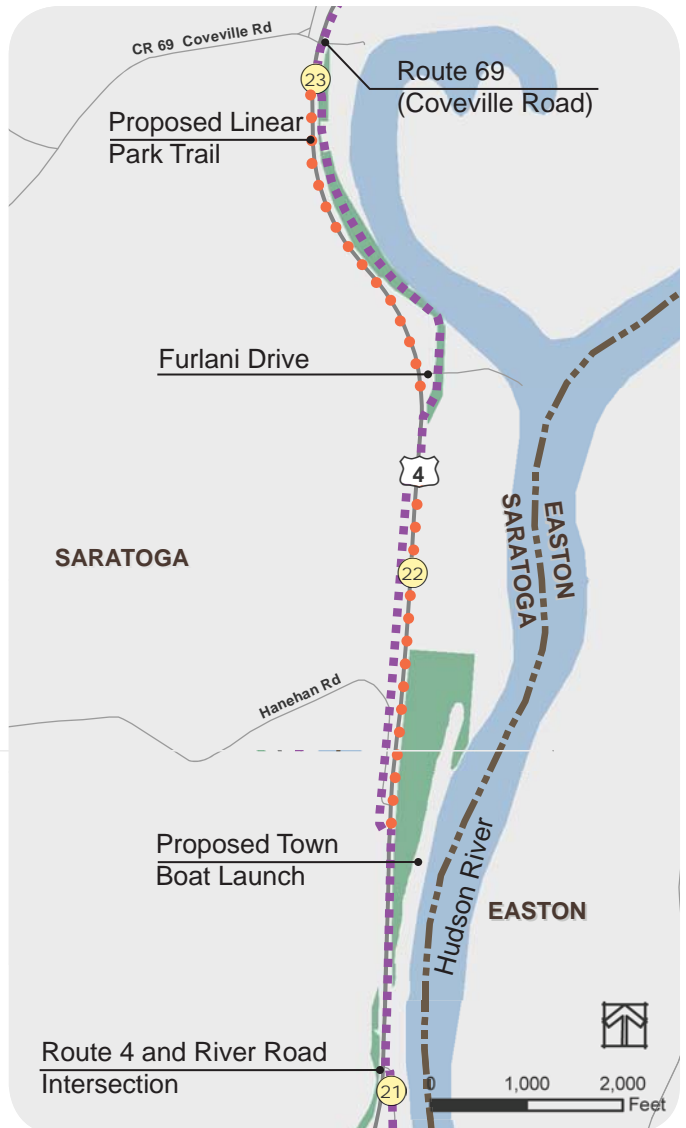 CR 69 Coveville Rd
23
Route 69
(Coveville Road)
Proposed Linear
Park Trail
Furlani Drive
4
SARATOGA
EASTON
SARATOGA
22
Hanehan Rd
Proposed Town
Boat Launch
Hudson River
EASTON
Route 4 and River Road
Intersection
21
0 1,000 2,000
Feet